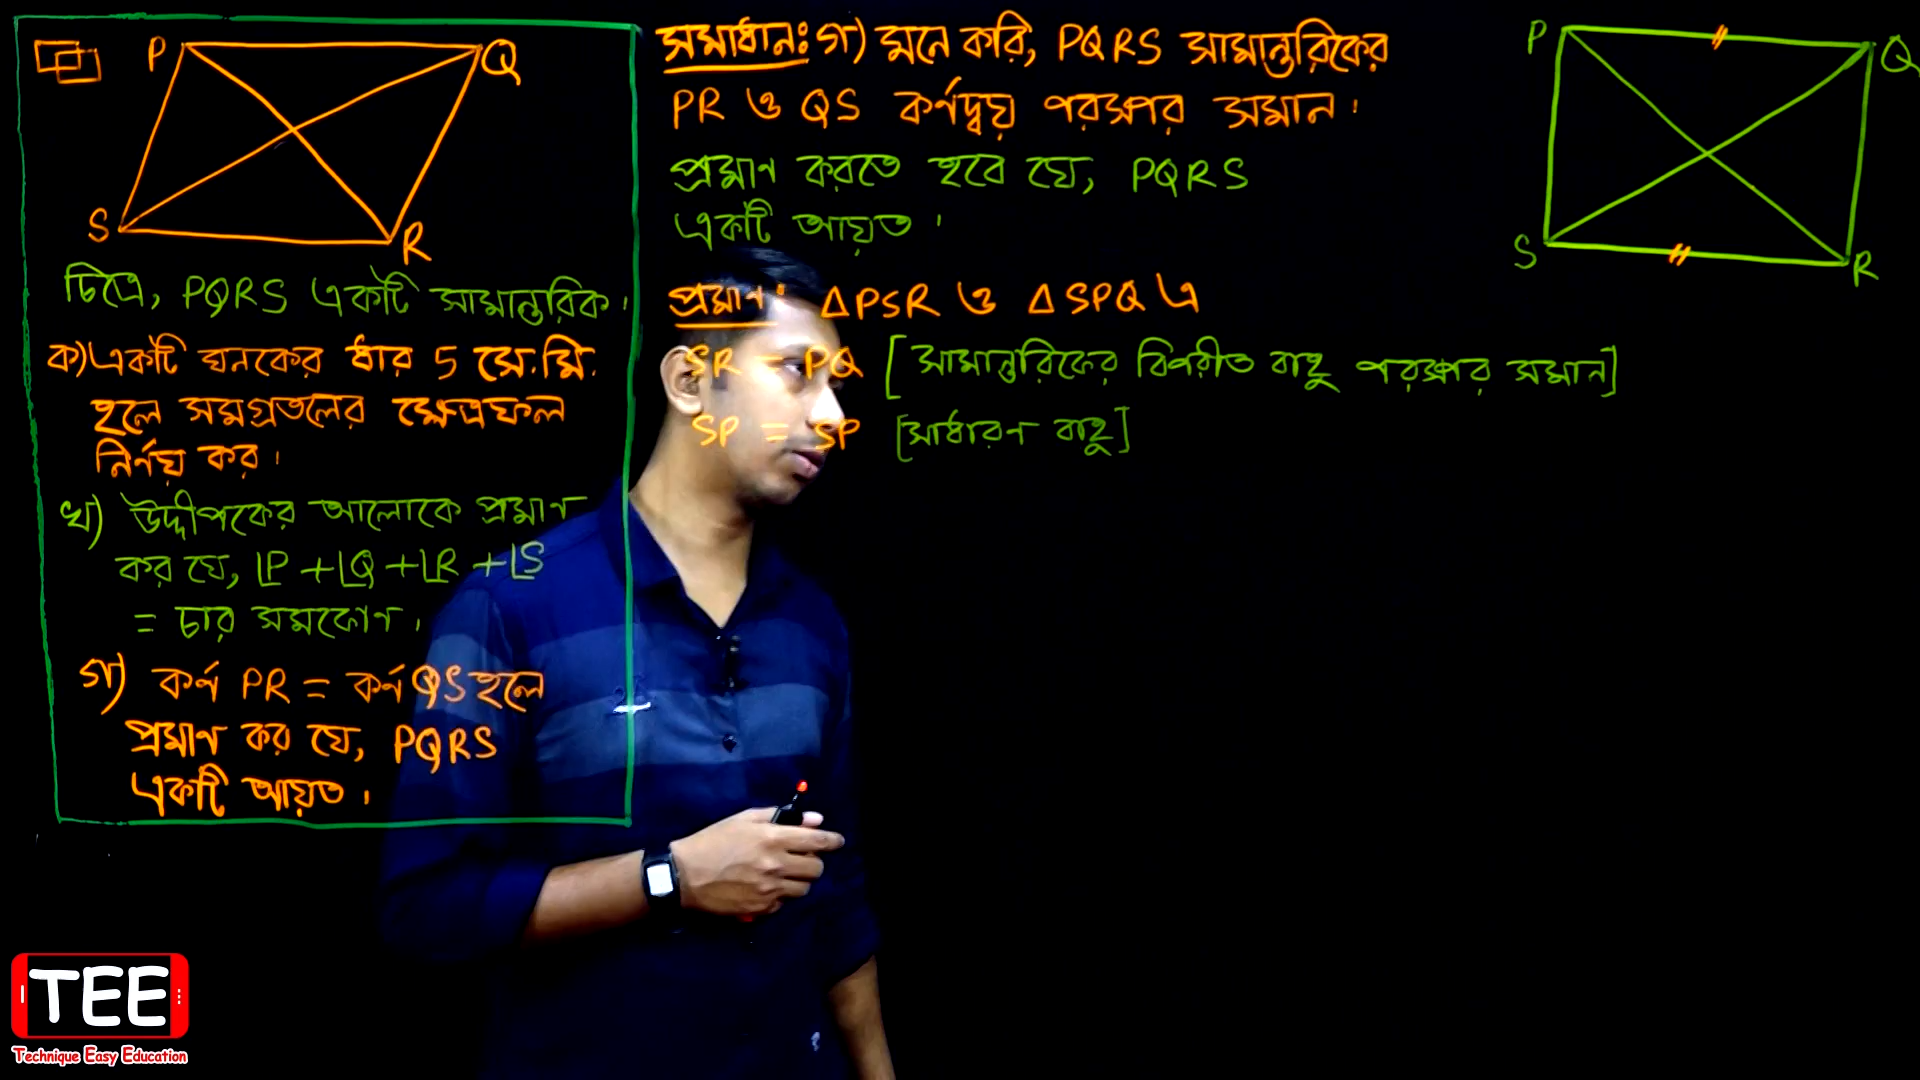 P
Q
S
R
চিত্রে, PQRS একটি সামান্তরিক।
ক) একটি ঘনকের ধার 5 সে.মি.
হলে সমগ্রতলের ক্ষেত্রফল
নির্ণয় কর।
খ) উদ্দীপকের আলোকে প্রমাণ
কর যে, ∠P +∠Q +∠R +∠S
= চার সমকোণ।
গ) কর্ণ PR = কর্ণ QS হলে
প্রমাণ কর যে, PQRS
একটি আয়ত।
সমাধানঃ গ) মনে করি, PQRS সামান্তরিকের
PR ও QS কর্ণদ্বয় পরস্পর সমান।
প্রমাণ করতে হবে যে, PQRS
একটি আয়ত।
প্রমাণ: ΔPSR ও ΔSPQ এ
SR = PQ [সামান্তরিকের বিপরীত বাহু পরস্পর সমান]
SP = SP [সাধারণ বাহু]
P
Q
S
R
TEE
Technique Easy Education